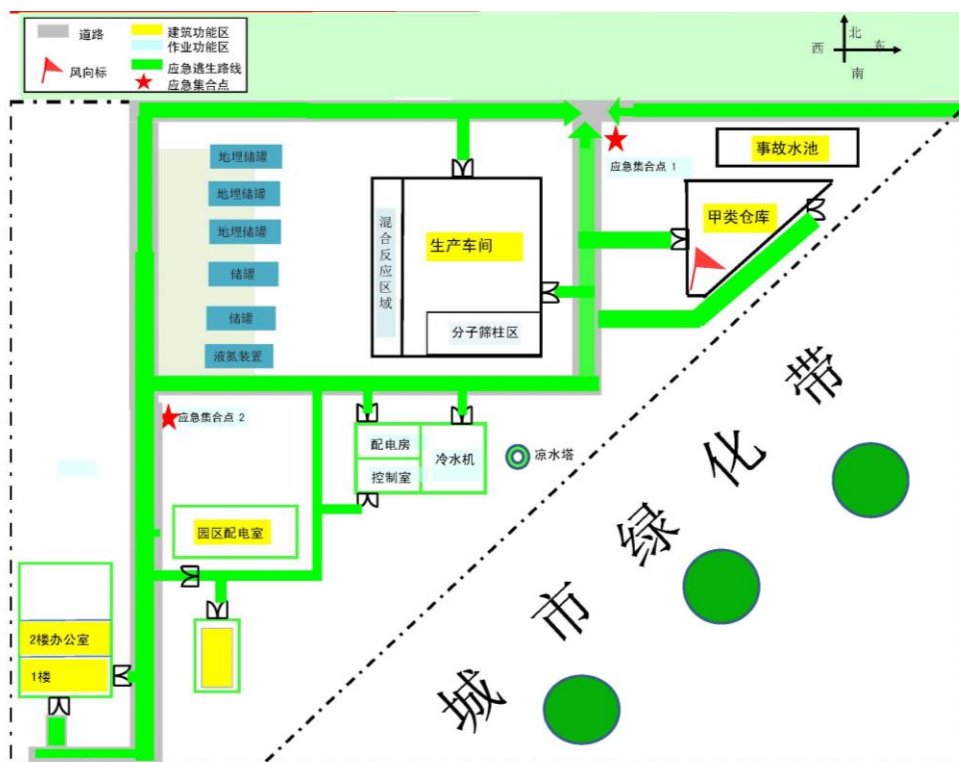 道路
建筑功能区
作业功能区
风向标
应急逃生路线
应急集合点
北
西
东
南
地埋储罐
地埋储罐
地埋储罐
储罐
储罐
液氮装置
混合反应区域
生产车间
分子筛柱区
应急集合点 1
事故水池
甲类仓库
应急集合点 2
配电房
控制室
冷水机
凉水塔
园区配电室
2楼办公室
1楼
城市绿化带